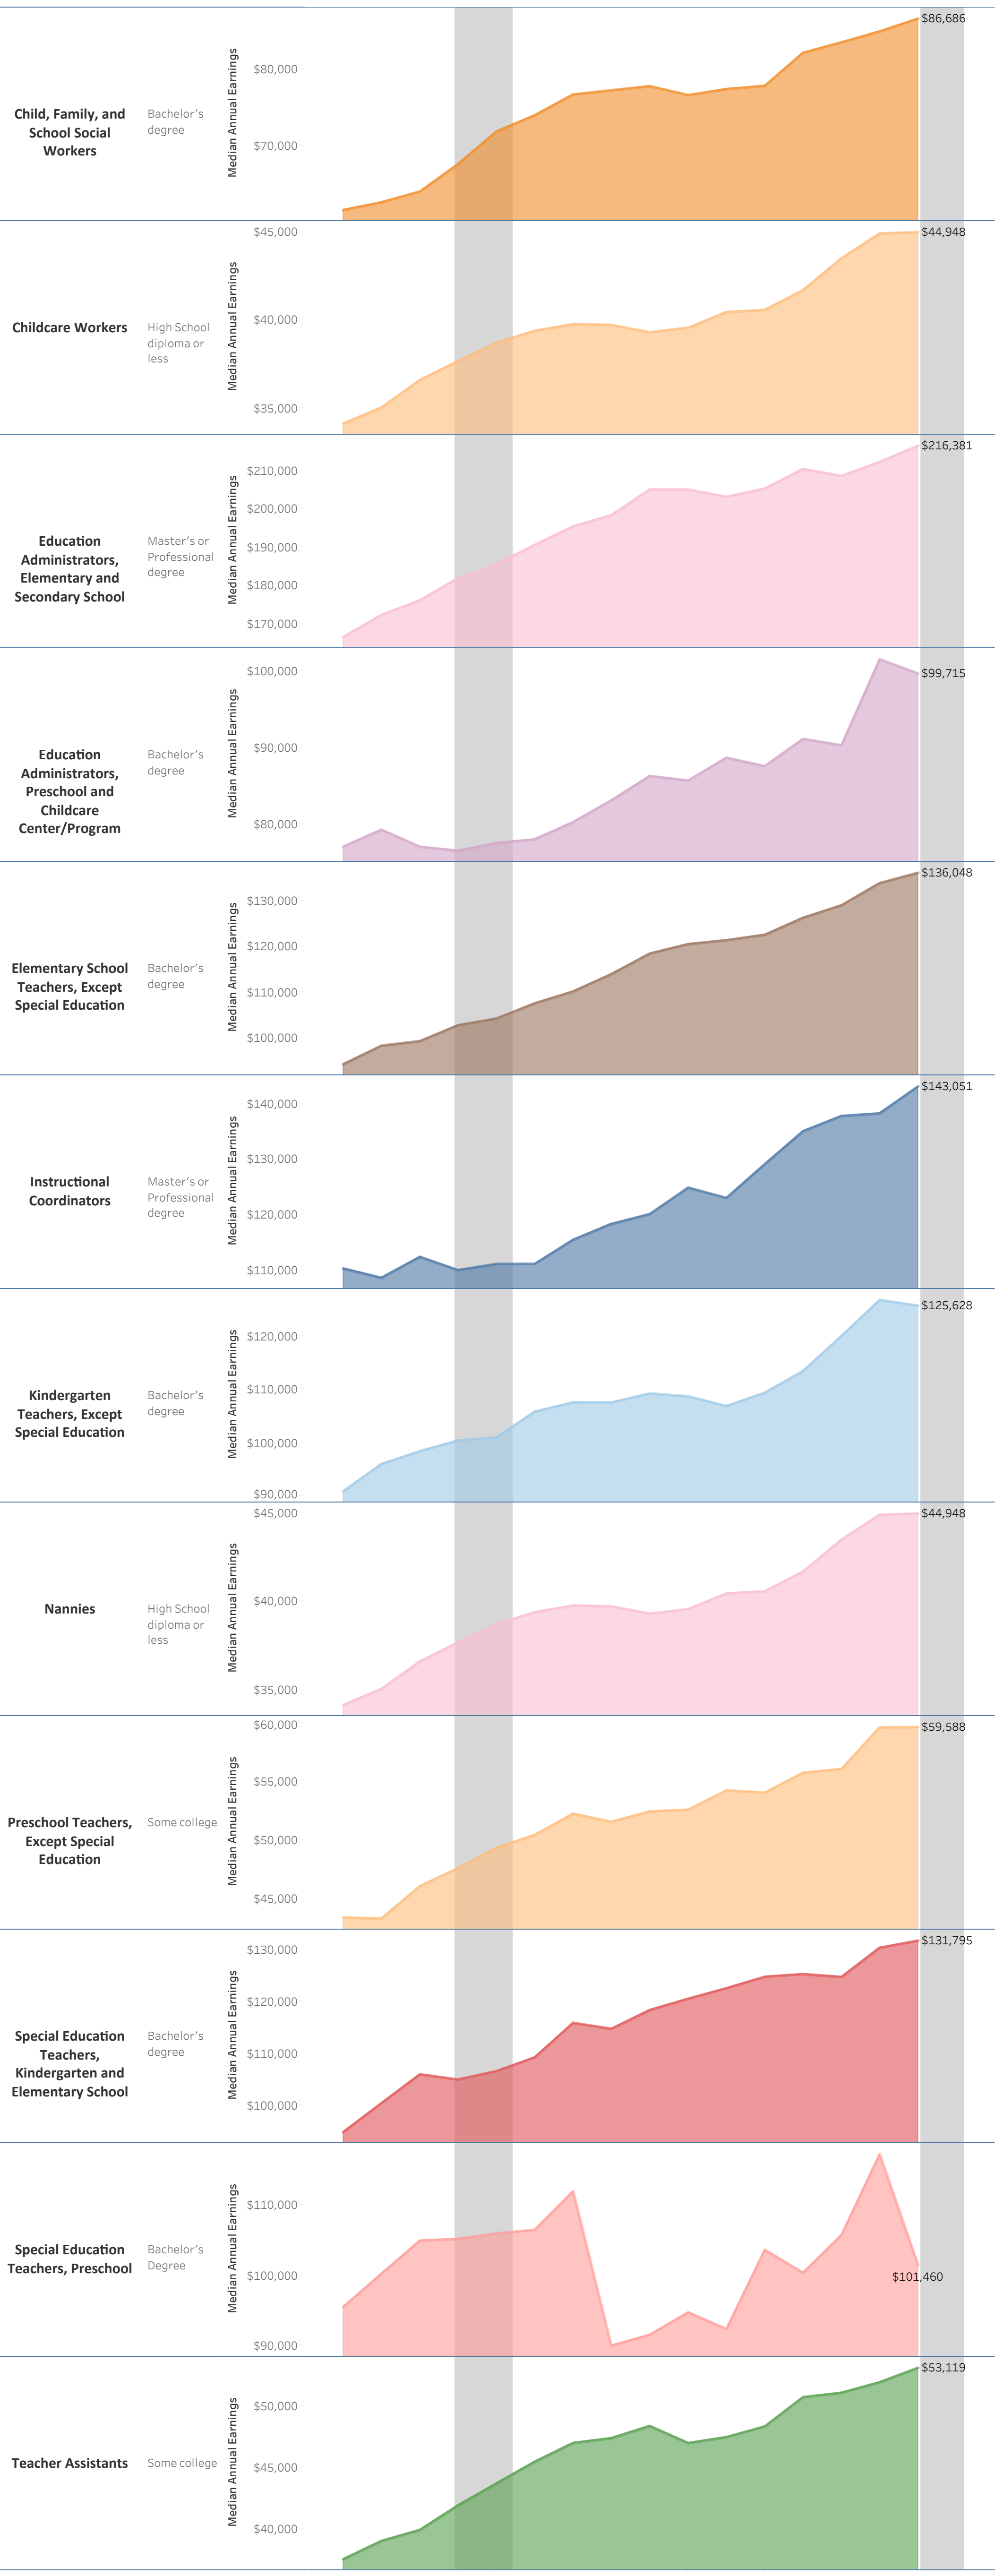 $86,686
$80,000
$70,000
Median Annual Earnings
Child, Family, and
School Social
Workers
Bachelor's
degree
$45,000
$44,948
$40,000
$35,000
Median Annual Earnings
Childcare Workers
High School
diploma or
less
$216,381
$210,000
$200,000
$190,000
$180,000
$170,000
Median Annual Earnings
Education
Administrators,
Elementary and
Secondary School
Master's or
Professional
degree
$100,000
$99,715
$90,000
$80,000
Median Annual Earnings
Education
Administrators,
Preschool and
Childcare
Center/Program
Bachelor's
degree
$136,048
$130,000
$120,000
$110,000
$100,000
Median Annual Earnings
Elementary School
Teachers, Except
Special Education
Bachelor's
degree
$143,051
$140,000
$130,000
$120,000
$110,000
Median Annual Earnings
Instructional
Coordinators
Master's or
Professional
degree
$125,628
$120,000
$110,000
$100,000
$90,000
Median Annual Earnings
Kindergarten
Teachers, Except
Special Education
Bachelor's
degree
$45,000
$44,948
$40,000
$35,000
Median Annual Earnings
Nannies
High School
diploma or
less
$60,000
$59,588
$55,000
$50,000
$45,000
Median Annual Earnings
Preschool Teachers,
Except Special
Education
Some college
$131,795
$130,000
$120,000
$110,000
$100,000
Median Annual Earnings
Special Education
Teachers,
Kindergarten and
Elementary School
Bachelor's
degree
$110,000
$100,000
$101,460
$90,000
Median Annual Earnings
Special Education
Teachers, Preschool
Bachelor's
Degree
$53,119
$50,000
$45,000
$40,000
Median Annual Earnings
Teacher Assistants
Some college